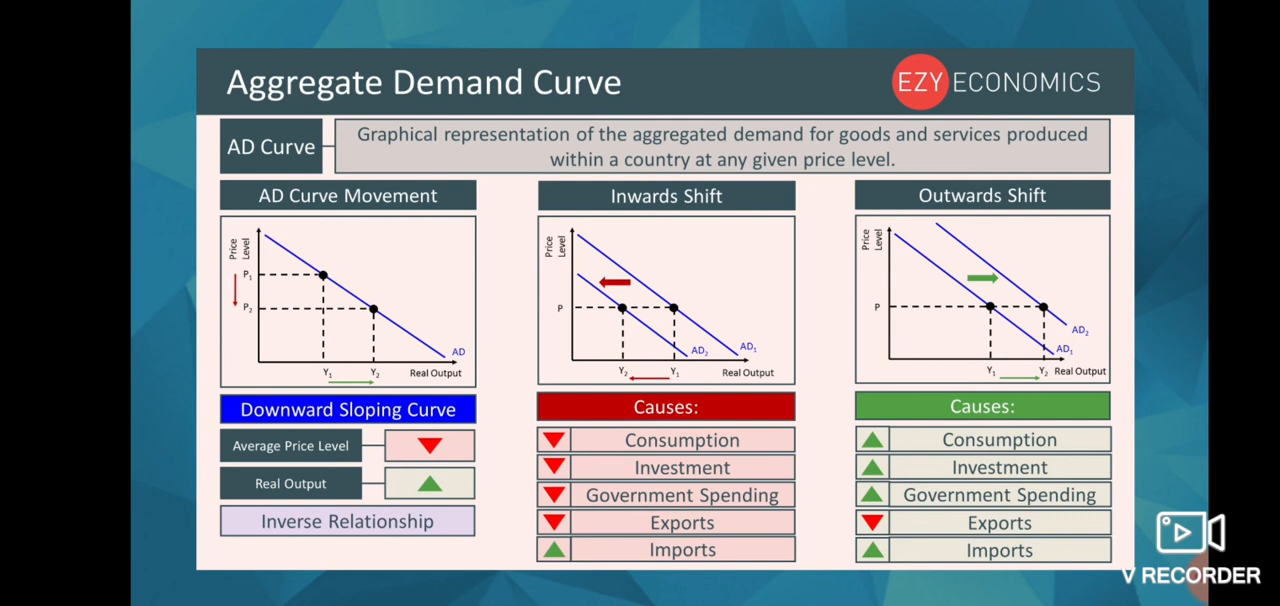 Aggregate Demand Curve
EZY ECONOMICS
AD Curve
Graphical representation of the aggregated demand for goods and services produced
within a country at any given price level.
AD Curve Movement
Price
Level
P₁
P₂
AD
Y₁
Y₂
Real Output
Downward Sloping Curve
Average Price Level
Real Output
Inverse Relationship
Inwards Shift
Price
Level
P
AD₂
AD₁
Y₂
Y₁
Real Output
Causes:
Consumption
Investment
Government Spending
Exports
Imports
Outwards Shift
Price
Level
P
AD₂
AD₁
Y₁
Y₂
Real Output
Causes:
Consumption
Investment
Government Spending
Exports
Imports
V RECORDER